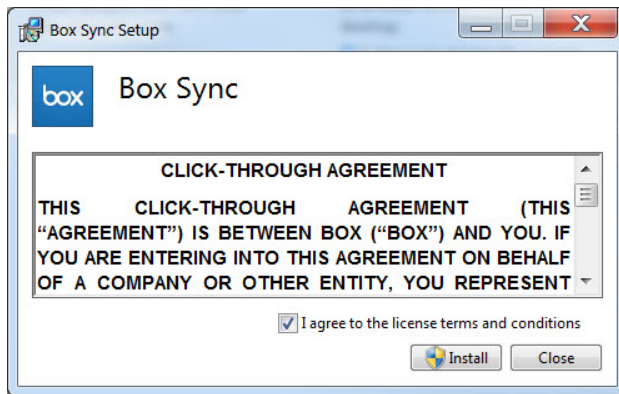 Box Sync Setup
box
Box Sync
CLICK-THROUGH AGREEMENT
THIS CLICK-THROUGH AGREEMENT (THIS
“AGREEMENT”) IS BETWEEN BOX (“BOX”) AND YOU. IF
YOU ARE ENTERING INTO THIS AGREEMENT ON BEHALF
OF A COMPANY OR OTHER ENTITY, YOU REPRESENT
I agree to the license terms and conditions
Install Close